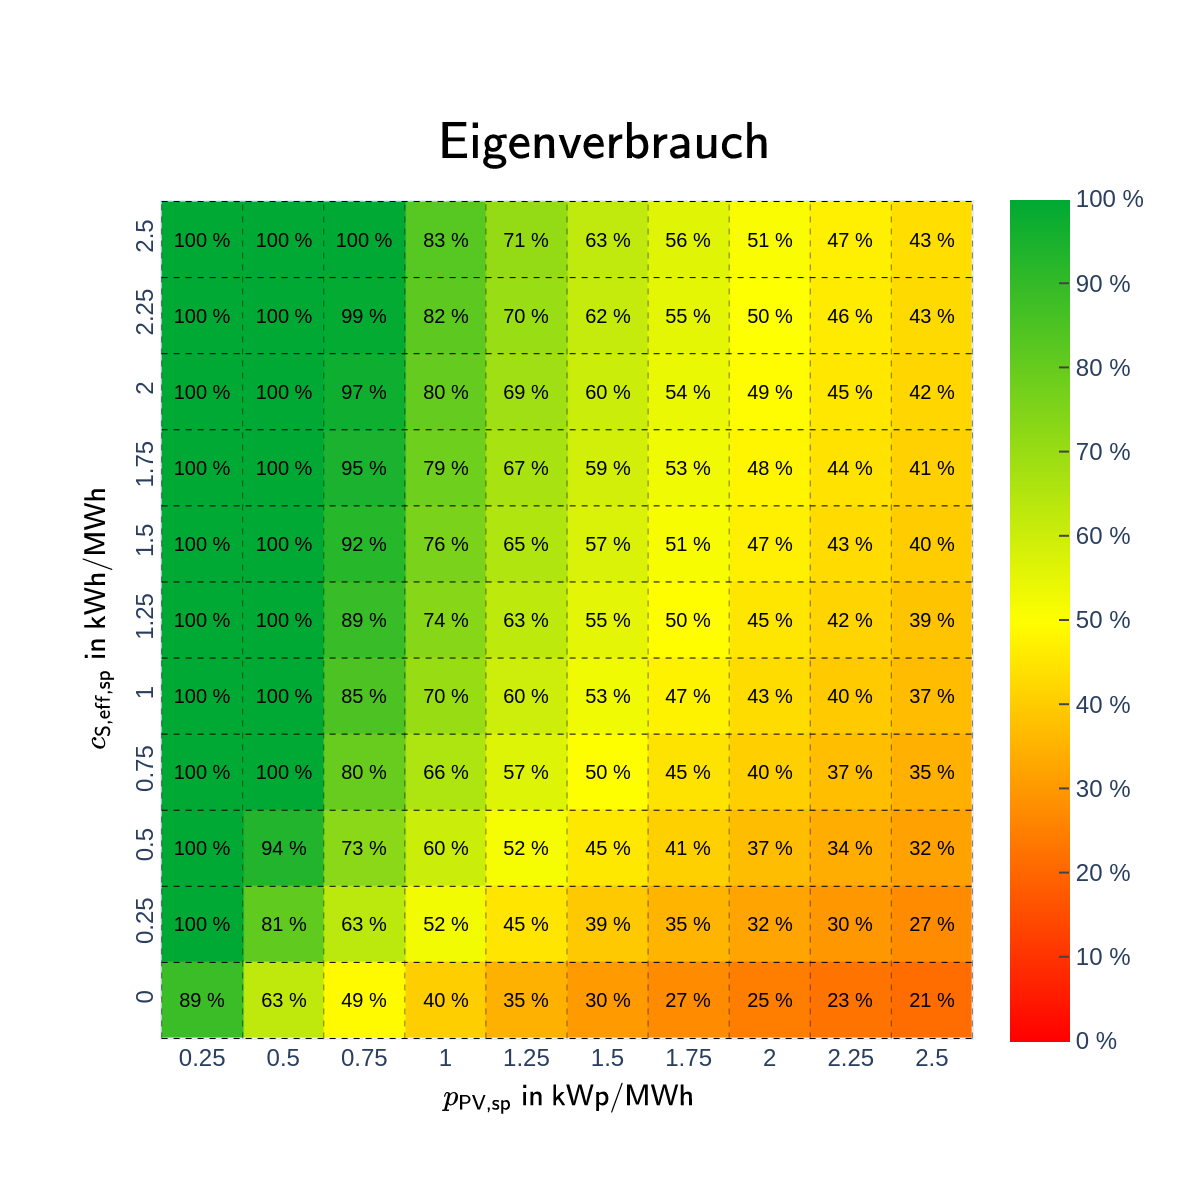 Eigenverbrauch
100 %
2.5 100 % 100 % 100 % 83 % 71 % 63 % 56 % 51 % 47 % 43 %
90 %
2.25 100 % 100 % 99 % 82 % 70 % 62 % 55 % 50 % 46 % 43 %
80 %
2 100 % 100 % 97 % 80 % 69 % 60 % 54 % 49 % 45 % 42 %
70 %
1.75 100 % 100 % 95 % 79 % 67 % 59 % 53 % 48 % 44 % 41 %
60 %
1.5 100 % 100 % 92 % 76 % 65 % 57 % 51 % 47 % 43 % 40 %
50 %
1.25 100 % 100 % 89 % 74 % 63 % 55 % 50 % 45 % 42 % 39 %
c_S,eff,sp in kWh/MWh
1 100 % 100 % 85 % 70 % 60 % 53 % 47 % 43 % 40 % 37 %
40 %
0.75 100 % 100 % 80 % 66 % 57 % 50 % 45 % 40 % 37 % 35 %
30 %
0.5 100 % 94 % 73 % 60 % 52 % 45 % 41 % 37 % 34 % 32 %
20 %
0.25 100 % 81 % 63 % 52 % 45 % 39 % 35 % 32 % 30 % 27 %
10 %
0 89 % 63 % 49 % 40 % 35 % 30 % 27 % 25 % 23 % 21 %
0 %
0.25 0.5 0.75 1 1.25 1.5 1.75 2 2.25 2.5
p_PV,sp in kWp/MWh